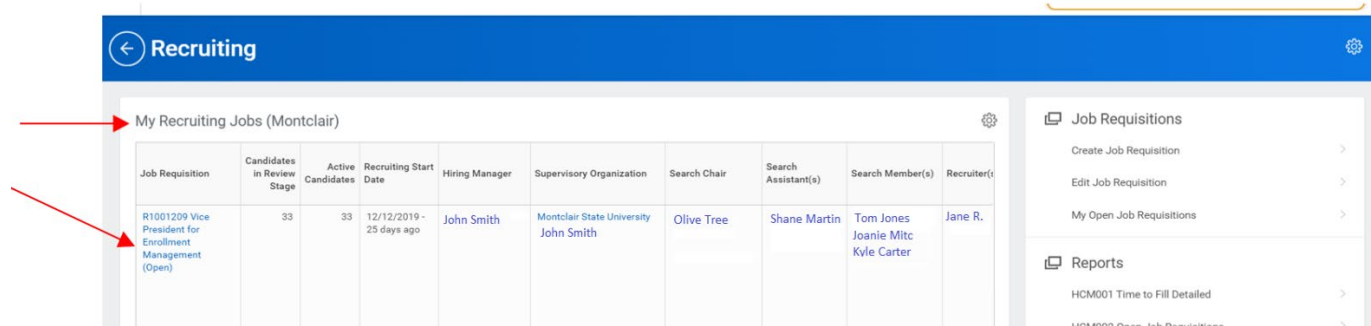 Recruiting
My Recruiting Jobs (Montclair)
Job Requisition
Candidates
in Review
Stage
Active
Candidates
Recruiting Start
Date
Hiring Manager
Supervisory Organization
Search Chair
Search
Assistant(s)
Search Member(s)
R1001209 Vice
President for
Enrollment
Management
(Open)
33
33
12/12/2019 -
25 days ago
John Smith
Montclair State University
John Smith
Olive Tree
Shane Martin
Tom Jones
Joanie Mitc
Kyle Carter
Jane R.
Job Requisitions
Create Job Requisition
Edit Job Requisition
My Open Job Requisitions
Reports
HCM001 Time to Fill Detailed